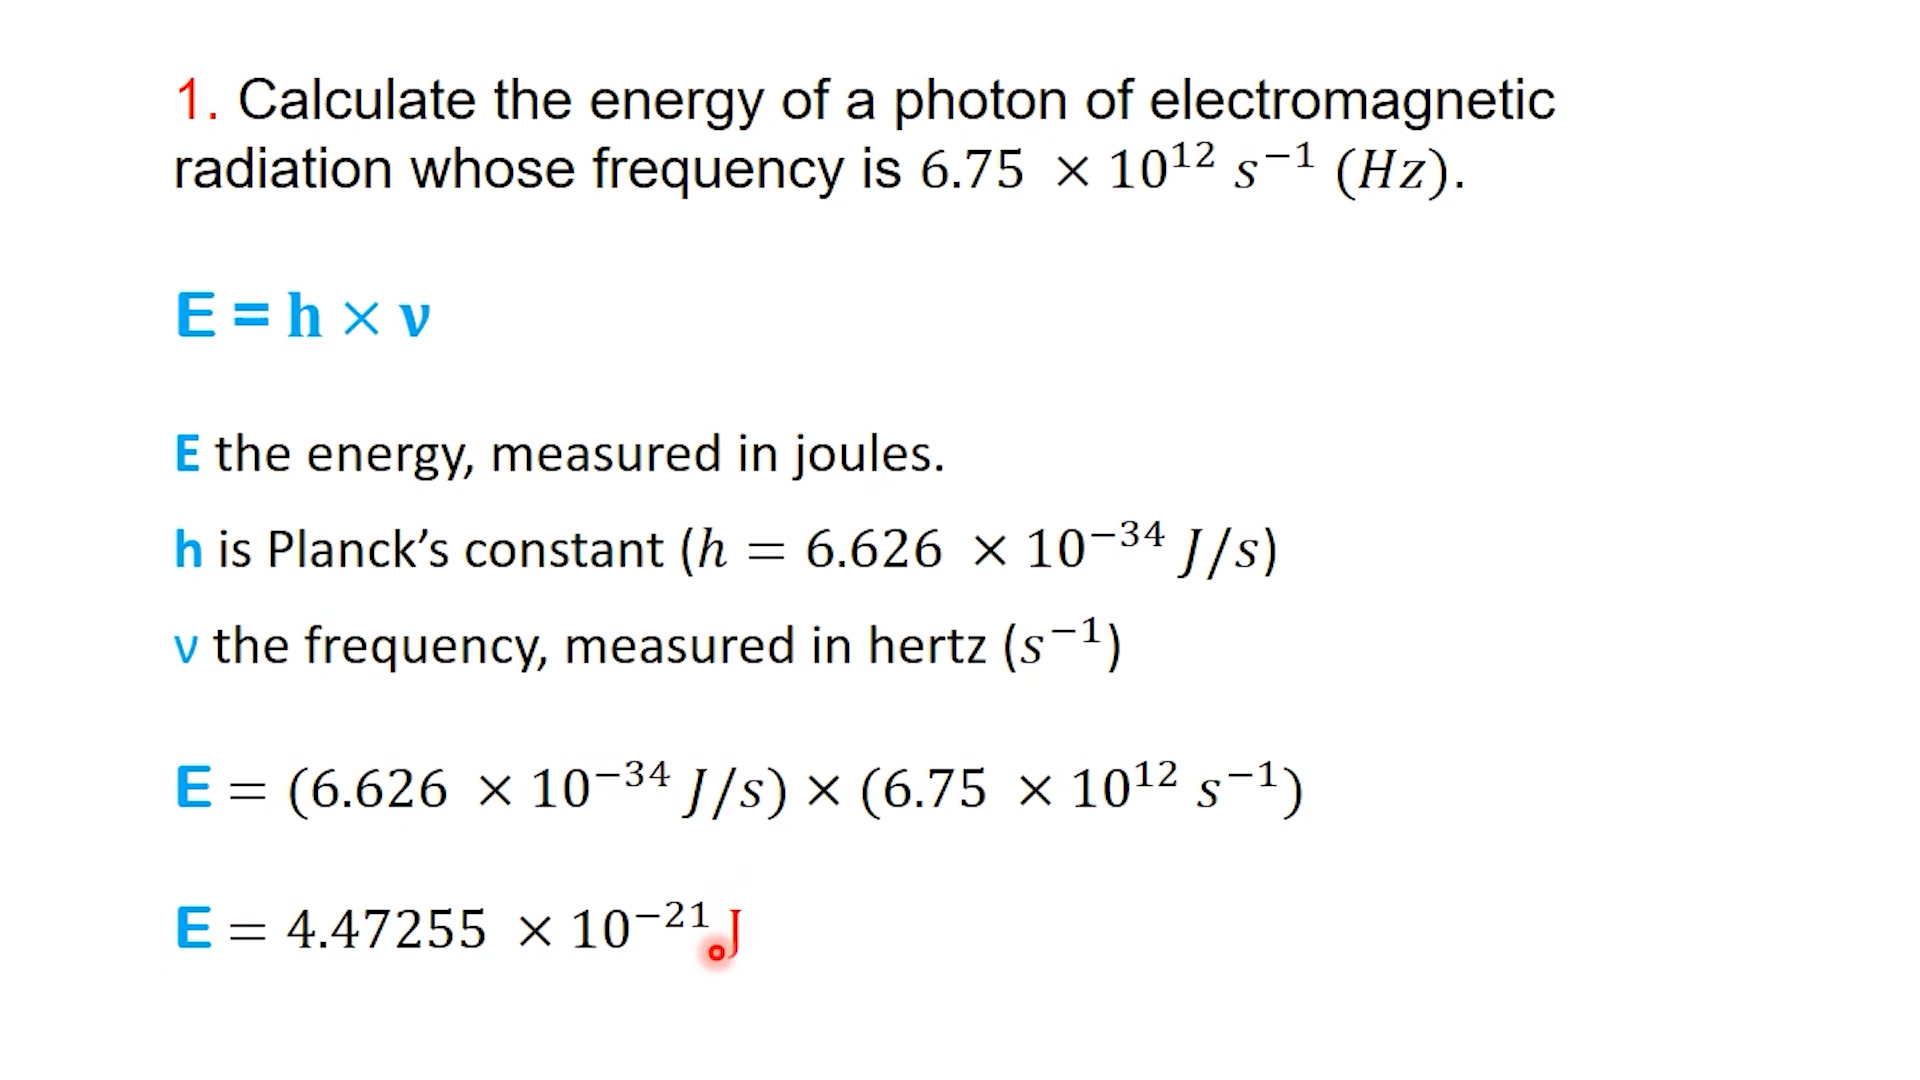 1. Calculate the energy of a photon of electromagnetic
radiation whose frequency is 6.75 × 10¹² s⁻¹ (Hz).
E = h × ν
E the energy, measured in joules.
h is Planck’s constant (h = 6.626 × 10⁻³⁴ J/s)
ν the frequency, measured in hertz (s⁻¹)
E = (6.626 × 10⁻³⁴ J/s) × (6.75 × 10¹² s⁻¹)
E = 4.47255 × 10⁻²¹ J